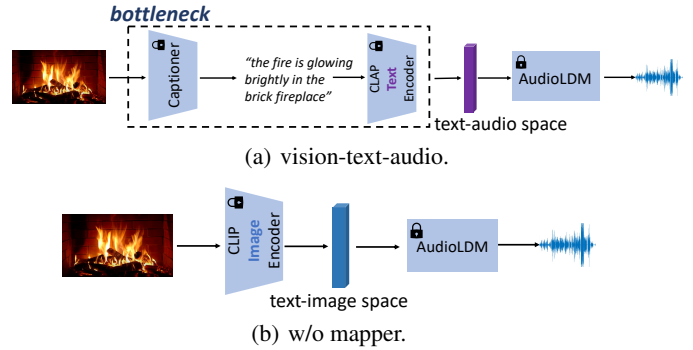 bottleneck
Captioner
"the fire is glowing
brightly in the
brick fireplace"
CLAP
Text
Encoder
AudioLDM
text-audio space
(a) vision-text-audio.
CLIP
Image
Encoder
AudioLDM
text-image space
(b) w/o mapper.